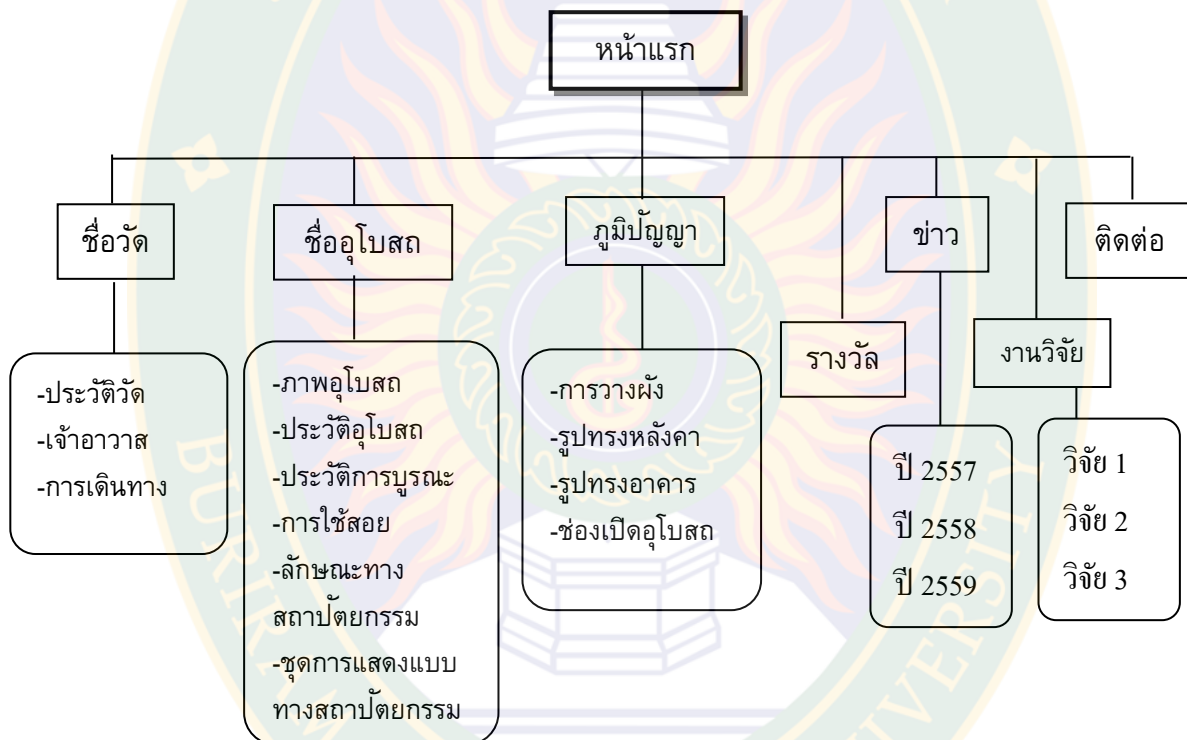 หน้าแรก
ชื่อวัด
ชื่ออุโบสถ
ภูมิปัญญา
รางวัล
ข่าว
งานวิจัย
ติดต่อ
-ประวัติวัด
-เจ้าอาวาส
-การเดินทาง
-ภาพอุโบสถ
-ประวัติอุโบสถ
-ประวัติการบูรณะ
-การใช้สอย
-ลักษณะทาง
สถาปัตยกรรม
-ชุดการแสดงแบบ
ทางสถาปัตยกรรม
-การวางผัง
-รูปทรงหลังคา
-รูปทรงอาคาร
-ช่องเปิดอุโบสถ
ปี 2557
ปี 2558
ปี 2559
วิจัย 1
วิจัย 2
วิจัย 3